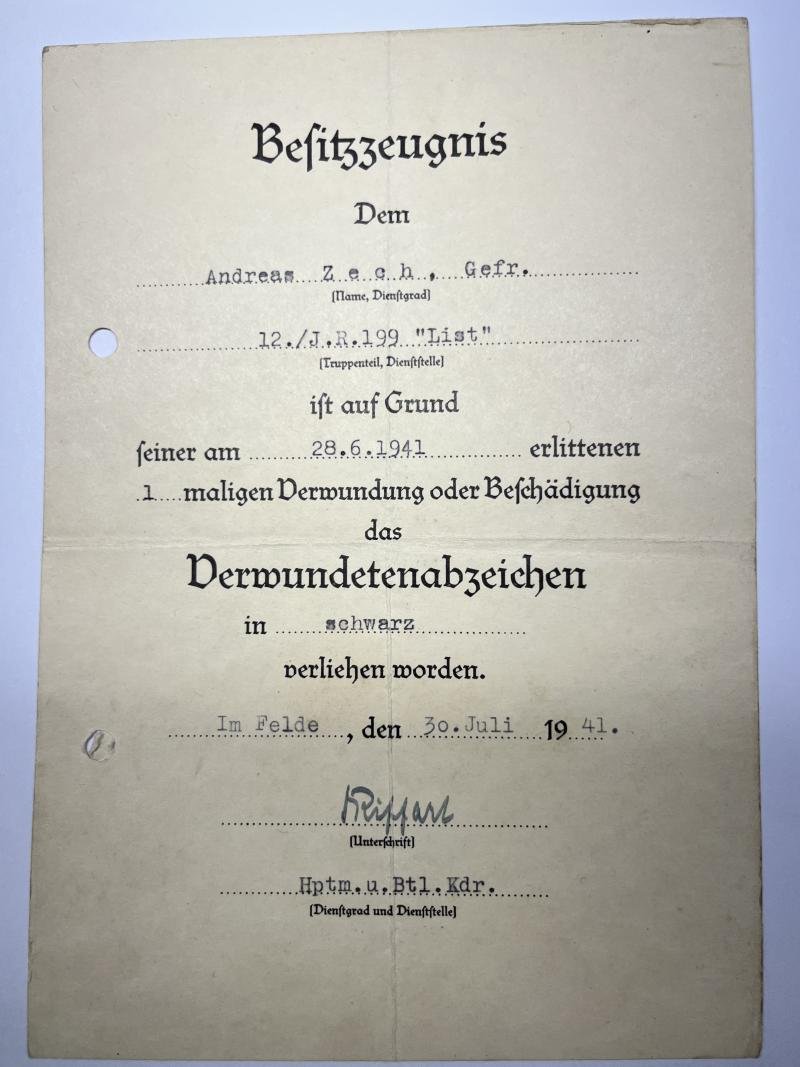 Besitzzeugnis
Dem
Andreas Zech, Gefr.
(Name, Dienstgrad)
12./J.R.199 "List"
(Truppenteil, Dienststelle)
ist auf Grund
seiner am 28.6.1941 erlittenen
1 maligen Verwundung oder Beschädigung
das
Verwundetenabzeichen
in schwarz
verliehen worden.
Im Felde, den 30.Juli 1941.
Riffart
(Unterschrift)
Hptm.u.Btl.Kdr.
(Dienstgrad und Dienststelle)